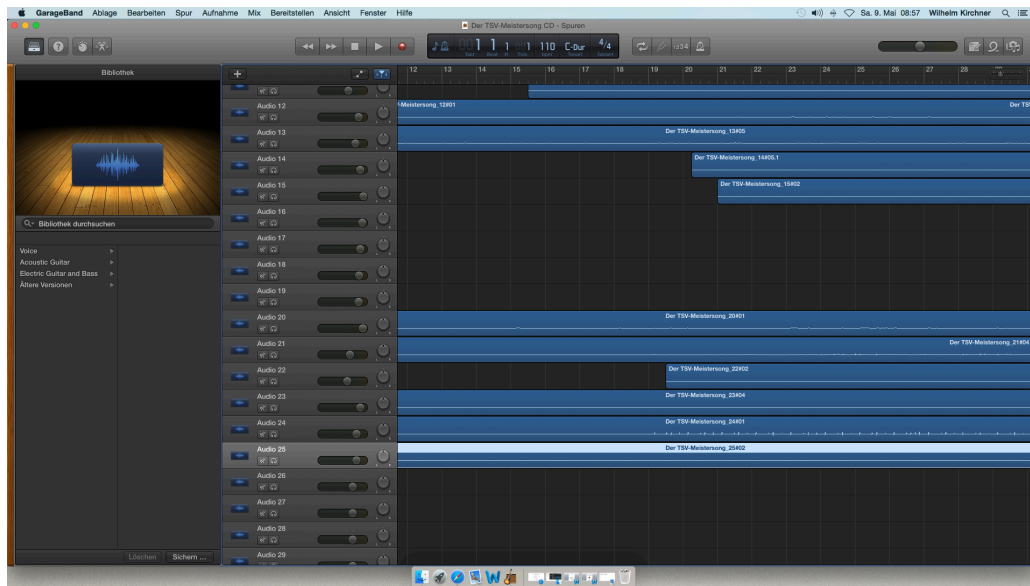 GarageBand Ablage Bearbeiten Spur Aufnahme Mix Bereitstellen Ansicht Fenster Hilfe
Sa. 9. Mai 08:57 Wilhelm Kirchner
Der TSV-Meistersong CD - Spuren
1 1 1 1 110 C-Dur 4/4
1234
Bibliothek
12 13 14 15 16 17 18 19 20 21 22 23 24 25 26 27 28
Audio 12
-Meistersong_12#01
Der TS
Audio 13
Der TSV-Meistersong_13#05
Audio 14
Der TSV-Meistersong_14#05.1
Audio 15
Der TSV-Meistersong_15#02
Audio 16
Bibliothek durchsuchen
Audio 17
Voice
Acoustic Guitar
Audio 18
Electric Guitar and Bass
Ältere Versionen
Audio 19
Audio 20
Der TSV-Meistersong_20#01
Audio 21
Der TSV-Meistersong_21#04
Audio 22
Der TSV-Meistersong_22#02
Audio 23
Der TSV-Meistersong_23#04
Audio 24
Der TSV-Meistersong_24#01
Audio 25
Der TSV-Meistersong_25#02
Audio 26
Audio 27
Audio 28
Audio 29
Löschen Sichern ...